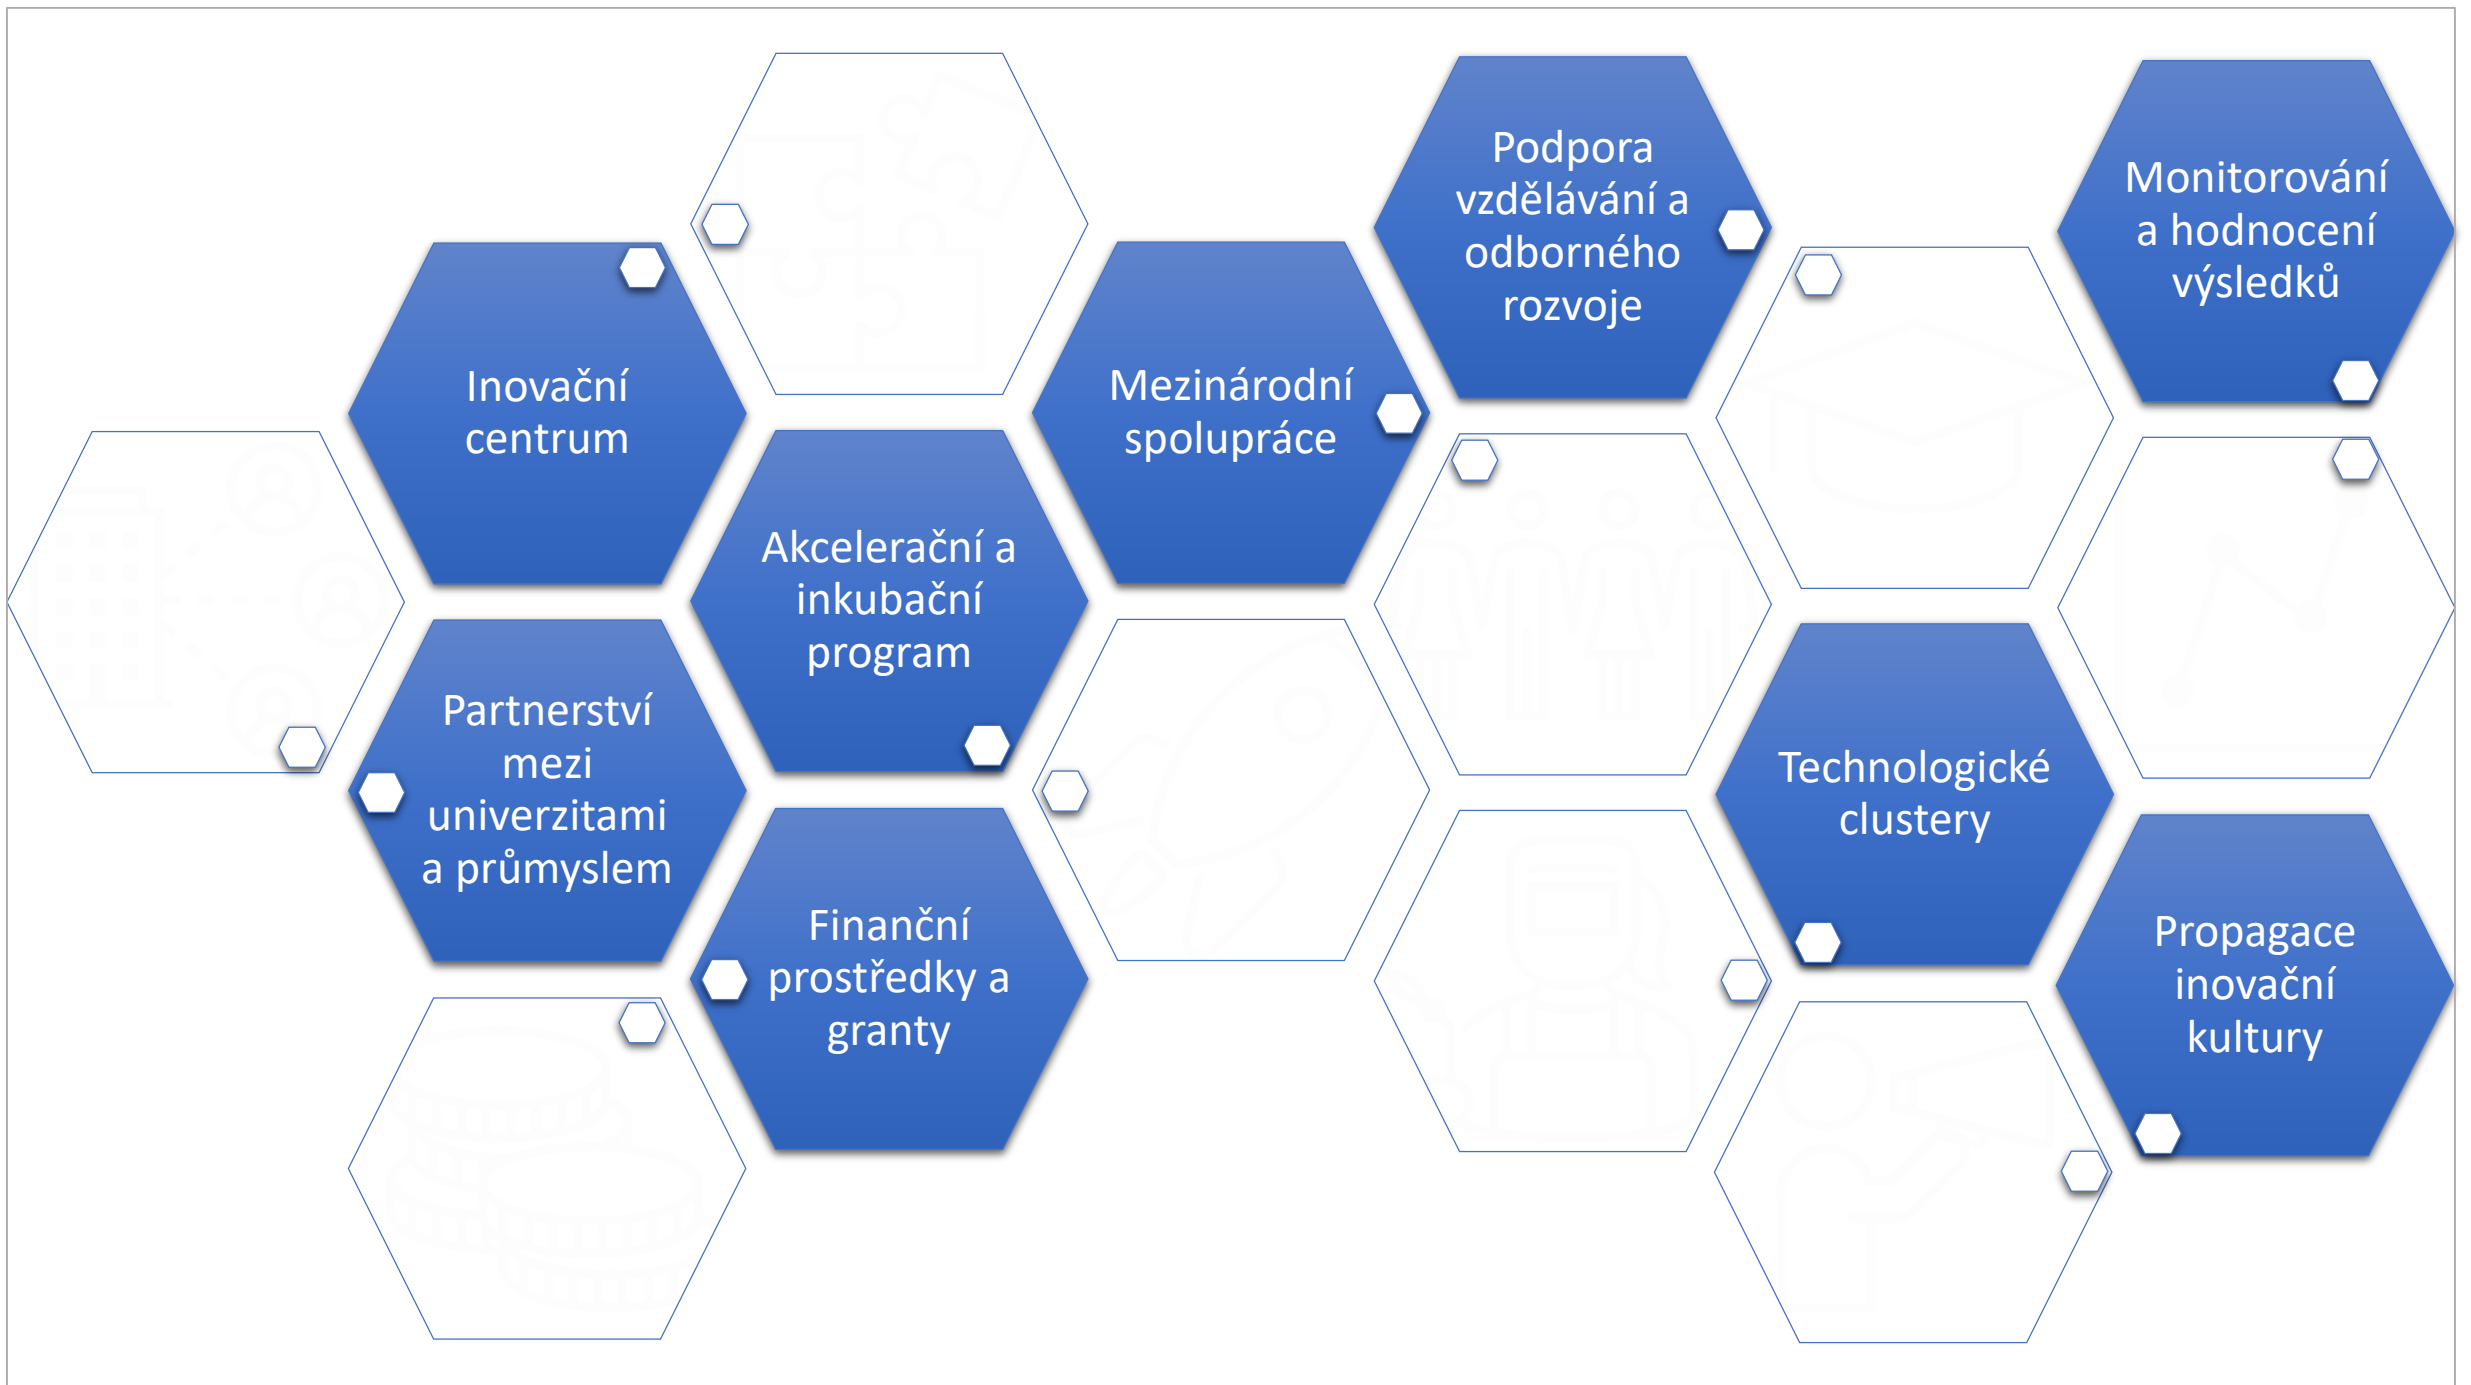 Inovační
centrum
Partnerství
mezi
univerzitami
a průmyslem
Akcelerační a
inkubační
program
Finanční
prostředky a
granty
Mezinárodní
spolupráce
Podpora
vzdělávání a
odborného
rozvoje
Technologické
clustery
Monitorování
a hodnocení
výsledků
Propagace
inovační
kultury